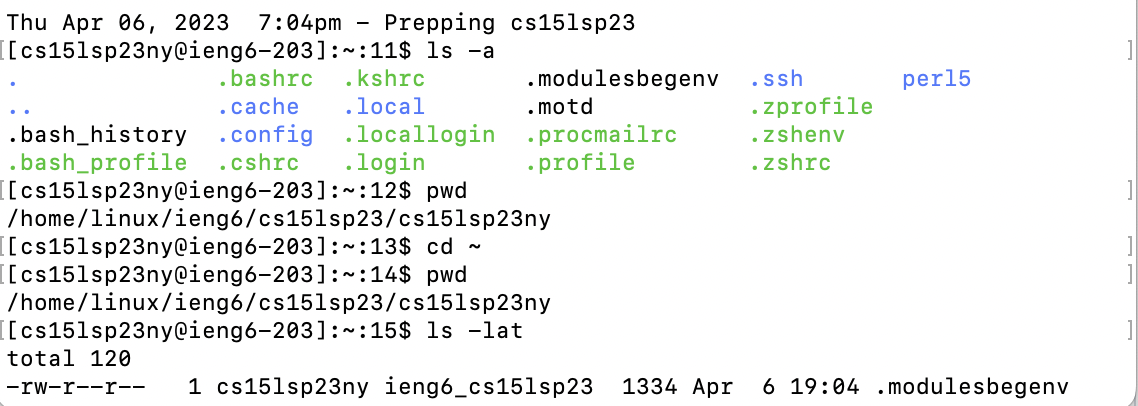 Thu Apr 06, 2023  7:04pm - Prepping cs15lsp23
[[cs15lsp23ny@ieng6-203]:~:11$ ls -a ]
.               .bashrc  .kshrc       .modulesbegenv  .ssh       perl5
..              .cache   .local       .motd           .zprofile
.bash_history   .config  .locallogin  .procmailrc     .zshenv
.bash_profile   .cshrc   .login       .profile        .zshrc
[[cs15lsp23ny@ieng6-203]:~:12$ pwd ]
/home/linux/ieng6/cs15lsp23/cs15lsp23ny
[[cs15lsp23ny@ieng6-203]:~:13$ cd ~ ]
[[cs15lsp23ny@ieng6-203]:~:14$ pwd ]
/home/linux/ieng6/cs15lsp23/cs15lsp23ny
[[cs15lsp23ny@ieng6-203]:~:15$ ls -lat ]
total 120
-rw-r--r--   1 cs15lsp23ny ieng6_cs15lsp23  1334 Apr  6 19:04 .modulesbegenv